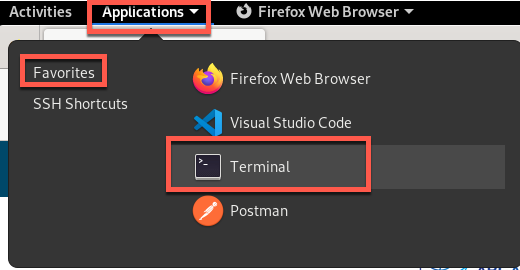 Activities Applications Firefox Web Browser
Favorites
SSH Shortcuts
Firefox Web Browser
Visual Studio Code
Terminal
Postman